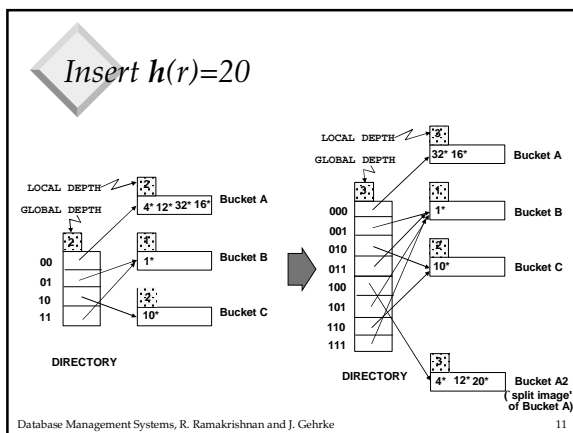 Insert h(r)=20
LOCAL DEPTH
GLOBAL DEPTH
2
2
00
01
10
11
4* 12* 32* 16*
Bucket A
1
1*
Bucket B
2
10*
Bucket C
DIRECTORY
LOCAL DEPTH
GLOBAL DEPTH
3
3
000
001
010
011
100
101
110
111
32* 16*
Bucket A
1
1*
Bucket B
2
10*
Bucket C
3
4* 12* 20*
Bucket A2
(`split image'
of Bucket A)
DIRECTORY
Database Management Systems, R. Ramakrishnan and J. Gehrke
11